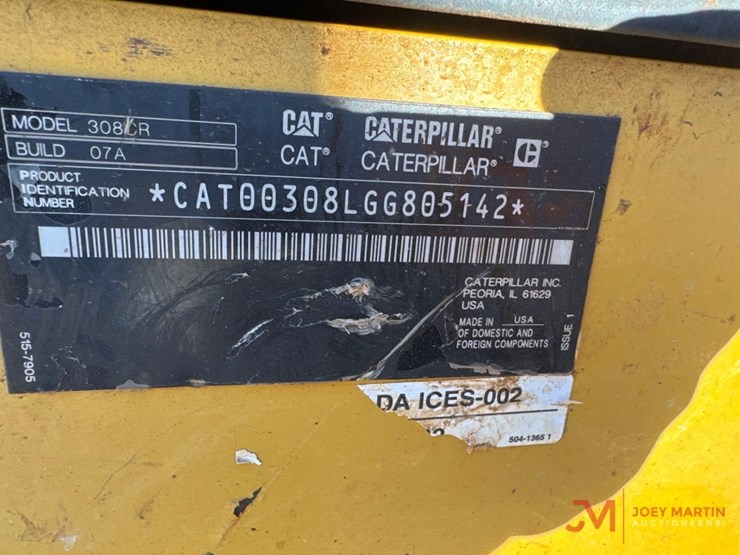 MODEL 308CR
BUILD 07A
CAT® CATERPILLAR® C
CAT® CATERPILLAR®
PRODUCT
IDENTIFICATION
NUMBER
*CAT00308LGG805142*
CATERPILLAR INC.
PEORIA, IL 61629
USA
MADE IN USA
OF DOMESTIC AND
FOREIGN COMPONENTS
ISSUE 1
515-7905
DA ICES-002
504-1365 1
JM JOEY MARTIN
AUCTIONEERS!